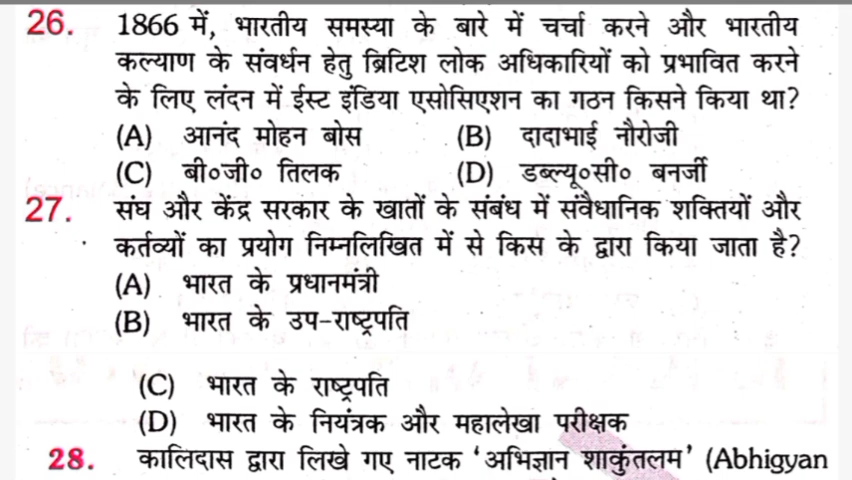 26. 1866 में, भारतीय समस्या के बारे में चर्चा करने और भारतीय
कल्याण के संवर्धन हेतु ब्रिटिश लोक अधिकारियों को प्रभावित करने
के लिए लंदन में ईस्ट इंडिया एसोसिएशन का गठन किसने किया था?
(A) आनंद मोहन बोस (B) दादाभाई नौरोजी
(C) बी०जी० तिलक (D) डब्ल्यू०सी० बनर्जी
27. संघ और केंद्र सरकार के खातों के संबंध में संवैधानिक शक्तियों और
कर्तव्यों का प्रयोग निम्नलिखित में से किस के द्वारा किया जाता है?
(A) भारत के प्रधानमंत्री
(B) भारत के उप-राष्ट्रपति
(C) भारत के राष्ट्रपति
(D) भारत के नियंत्रक और महालेखा परीक्षक
28. कालिदास द्वारा लिखे गए नाटक ‘अभिज्ञान शाकुंतलम’ (Abhigyan